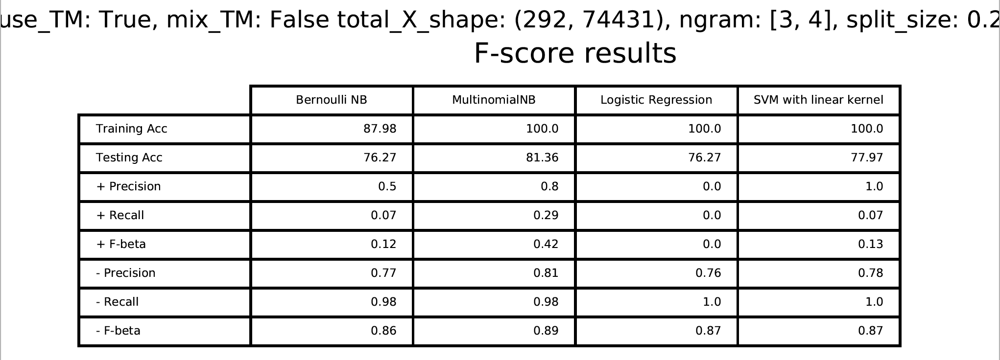 use_TM: True, mix_TM: False total_X_shape: (292, 74431), ngram: [3, 4], split_size: 0.2
F-score results
Bernoulli NB MultinomialNB Logistic Regression SVM with linear kernel
Training Acc 87.98 100.0 100.0 100.0
Testing Acc 76.27 81.36 76.27 77.97
+ Precision 0.5 0.8 0.0 1.0
+ Recall 0.07 0.29 0.0 0.07
+ F-beta 0.12 0.42 0.0 0.13
- Precision 0.77 0.81 0.76 0.78
- Recall 0.98 0.98 1.0 1.0
- F-beta 0.86 0.89 0.87 0.87